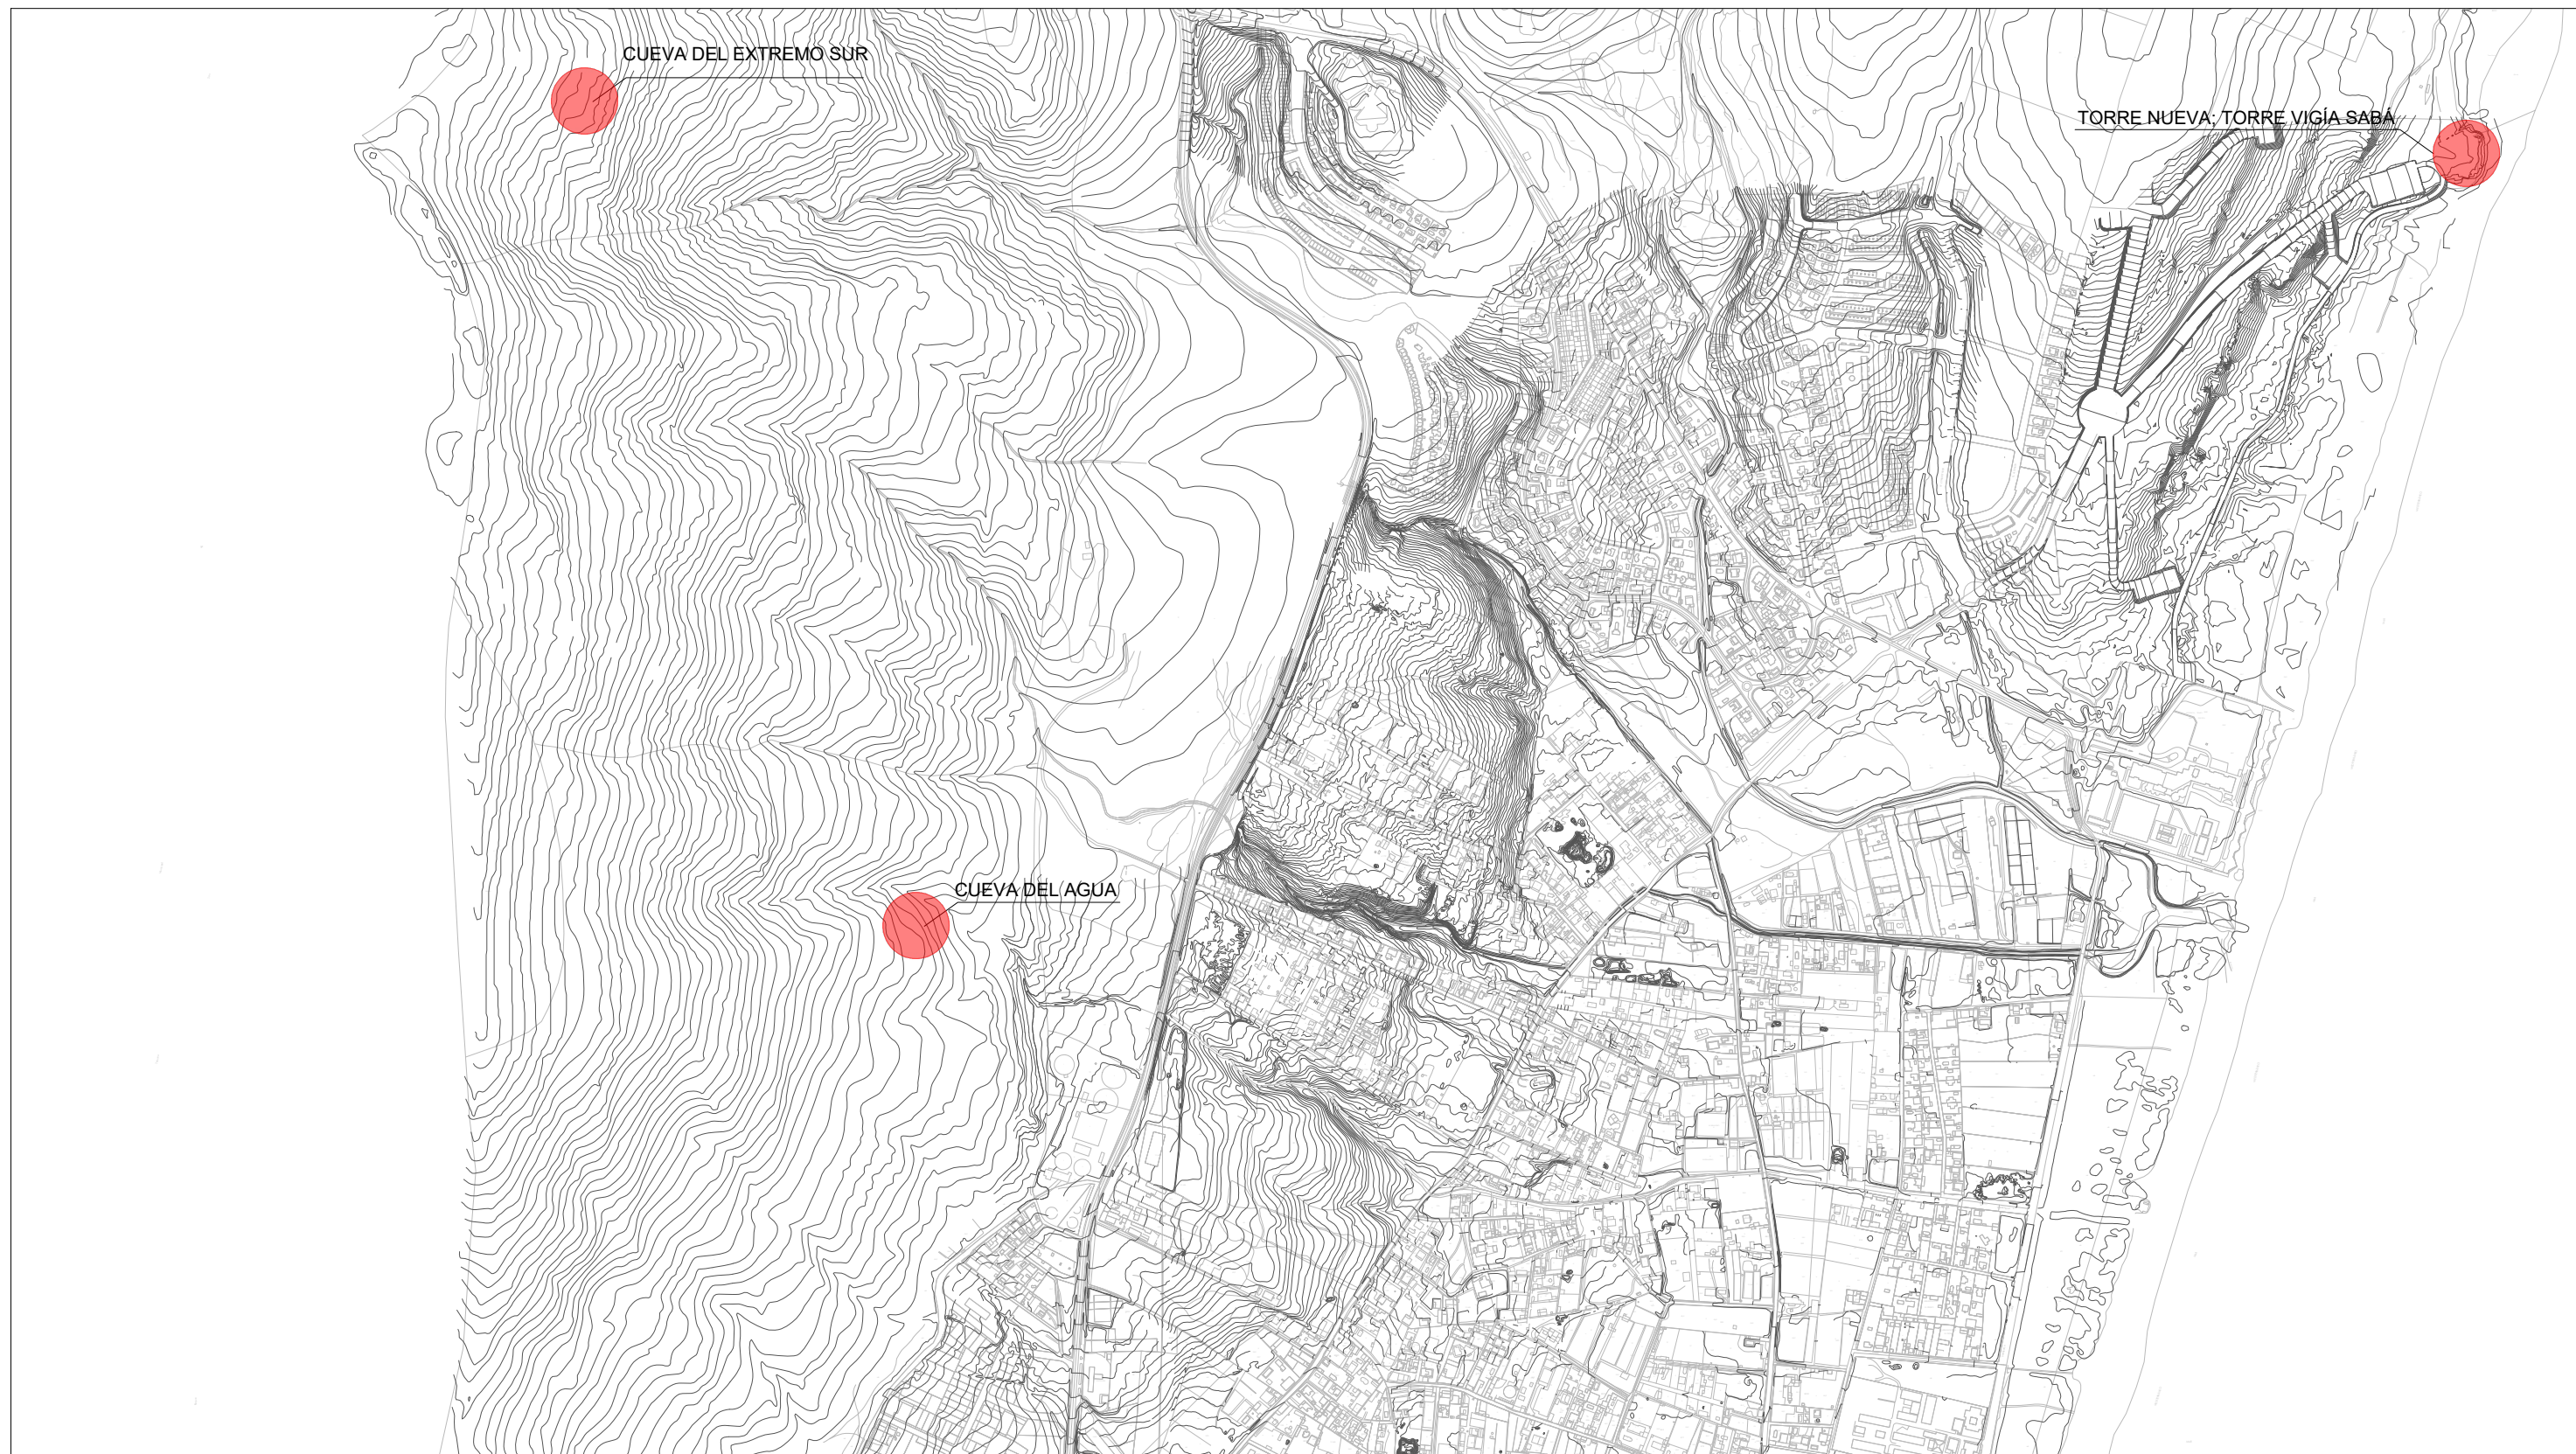 CUEVA DEL EXTREMO SUR
TORRE NUEVA; TORRE VIGÍA SABÁ
CUEVA DEL AGUA